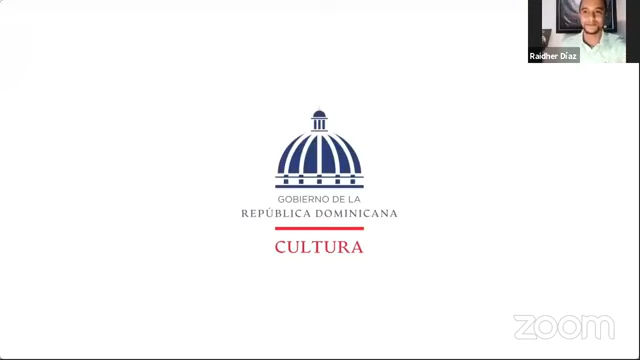 Raidher Díaz
GOBIERNO DE LA
REPÚBLICA DOMINICANA
CULTURA
zoom